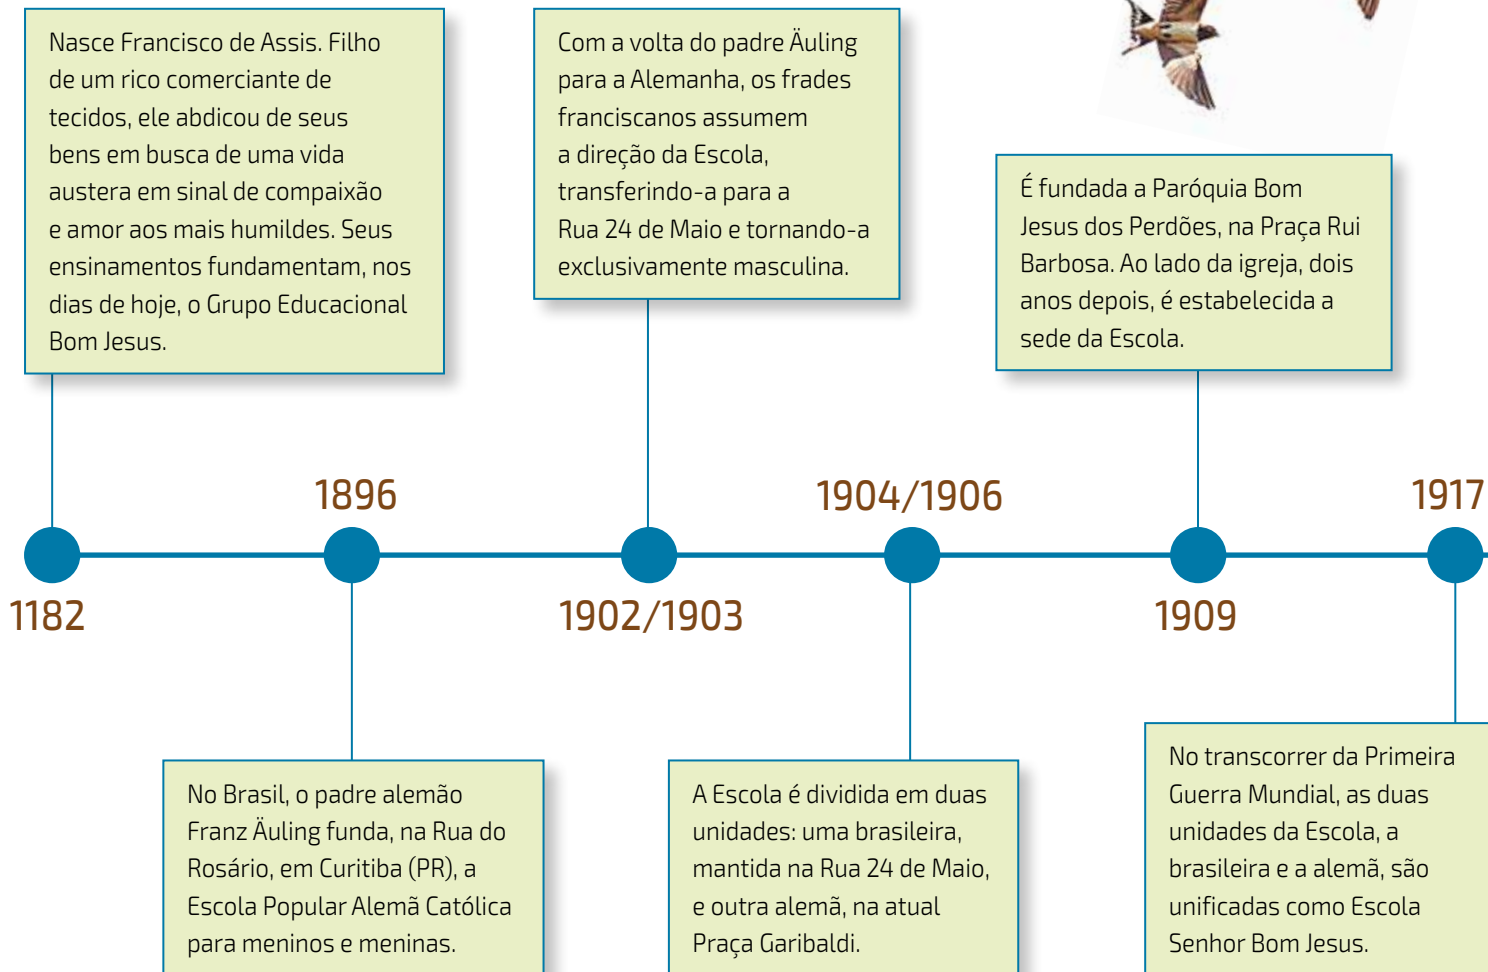 Nasce Francisco de Assis. Filho
de um rico comerciante de
tecidos, ele abdicou de seus
bens em busca de uma vida
austera em sinal de compaixão
e amor aos mais humildes. Seus
ensinamentos fundamentam, nos
dias de hoje, o Grupo Educacional
Bom Jesus.
Com a volta do padre Äuling
para a Alemanha, os frades
franciscanos assumem
a direção da Escola,
transferindo-a para a
Rua 24 de Maio e tornando-a
exclusivamente masculina.
É fundada a Paróquia Bom
Jesus dos Perdões, na Praça Rui
Barbosa. Ao lado da igreja, dois
anos depois, é estabelecida a
sede da Escola.
1896
1904/1906
1917
1182
1902/1903
1909
No Brasil, o padre alemão
Franz Äuling funda, na Rua do
Rosário, em Curitiba (PR), a
Escola Popular Alemã Católica
para meninos e meninas.
A Escola é dividida em duas
unidades: uma brasileira,
mantida na Rua 24 de Maio,
e outra alemã, na atual
Praça Garibaldi.
No transcorrer da Primeira
Guerra Mundial, as duas
unidades da Escola, a
brasileira e a alemã, são
unificadas como Escola
Senhor Bom Jesus.